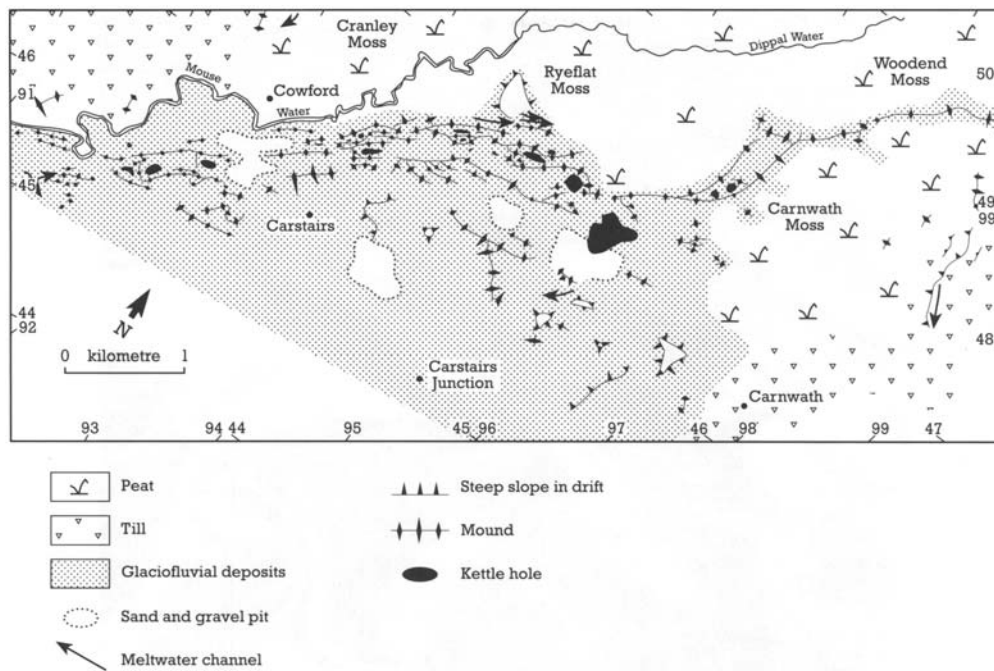 46
91
45
44
92
Cranley
Moss
Mouse
Cowford
Water
Dippal Water
Ryeflat
Moss
Woodend
Moss
50
Carstairs
Carnwath
Moss
49
99
48
N
0 kilometre 1
Carstairs
Junction
Carnwath
93
94 44
95
45 96
97
46 98
99
47
Peat
Till
Glaciofluvial deposits
Sand and gravel pit
Meltwater channel
Steep slope in drift
Mound
Kettle hole